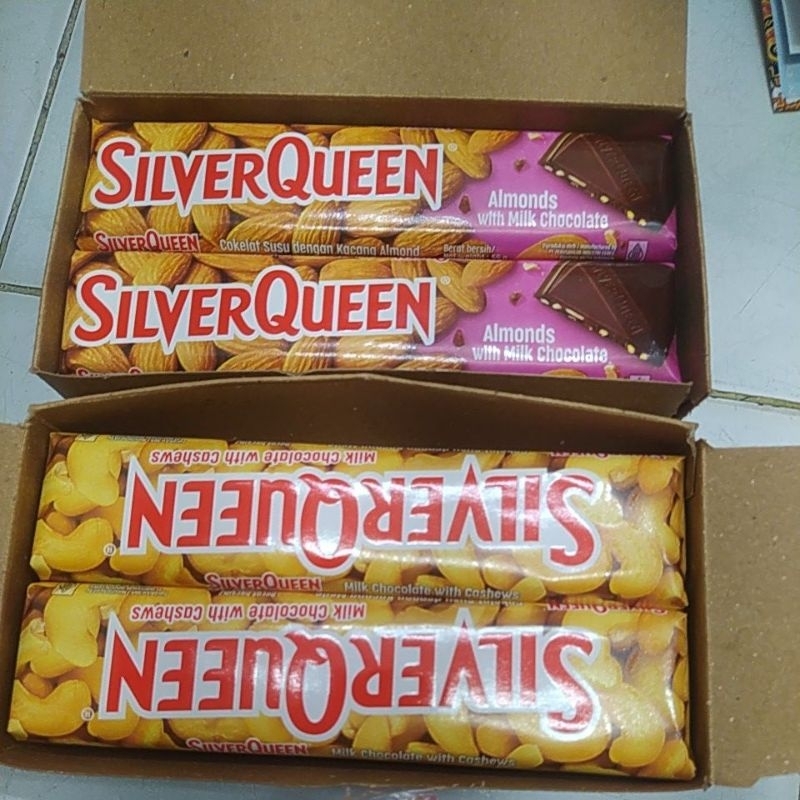 SILVERQUEEN
Almonds
with Milk Chocolate
SILVERQUEEN Cokelat Susu dengan Kacang Almond Berat bersih/
SILVERQUEEN
Almonds
with Milk Chocolate
Milk Chocolate with Cashews
SILVERQUEEN
SILVERQUEEN Milk Chocolate with Cashews
Milk Chocolate with Cashews
SILVERQUEEN
SILVERQUEEN Milk Chocolate with Cashews